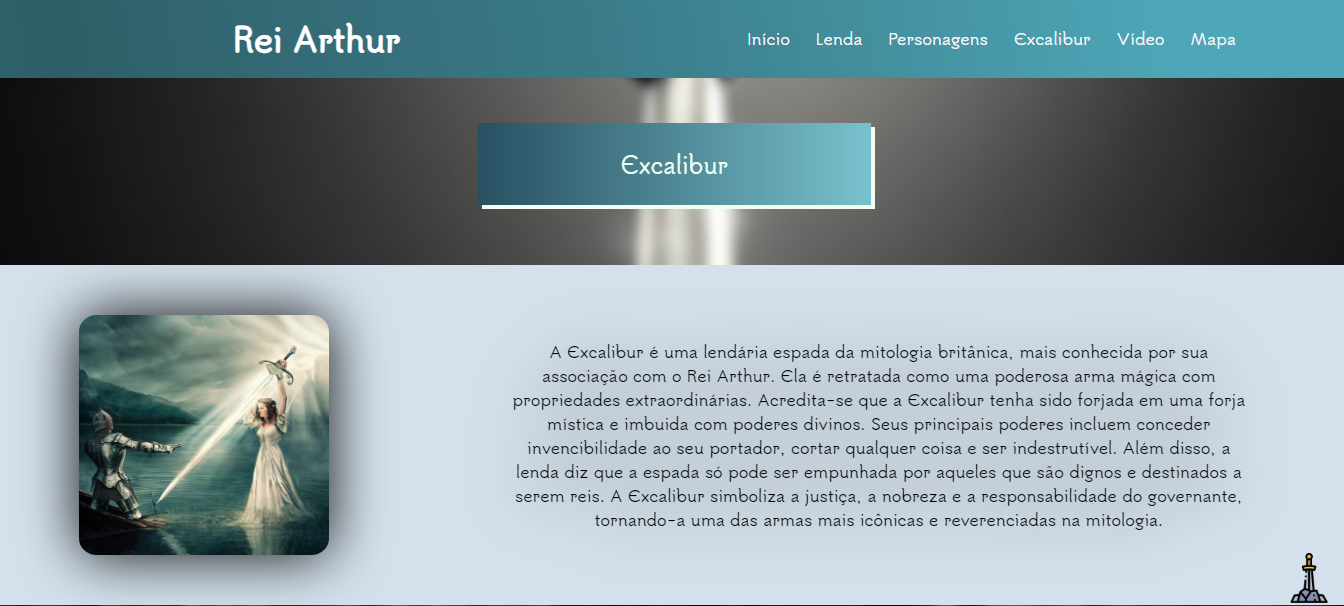 Rei Arthur
Início Lenda Personagens Excalibur Vídeo Mapa
Excalibur
A Excalibur é uma lendária espada da mitologia britânica, mais conhecida por sua
associação com o Rei Arthur. Ela é retratada como uma poderosa arma mágica com
propriedades extraordinárias. Acredita-se que a Excalibur tenha sido forjada em uma forja
mística e imbuida com poderes divinos. Seus principais poderes incluem conceder
invencibilidade ao seu portador, cortar qualquer coisa e ser indestrutível. Além disso, a
lenda diz que a espada só pode ser empunhada por aqueles que são dignos e destinados a
serem reis. A Excalibur simboliza a justiça, a nobreza e a responsabilidade do governante,
tornando-a uma das armas mais icônicas e reverenciadas na mitologia.